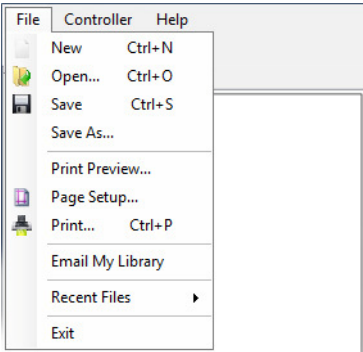 File Controller Help
New Ctrl+N
Open... Ctrl+O
Save Ctrl+S
Save As...
Print Preview...
Page Setup...
Print... Ctrl+P
Email My Library
Recent Files
Exit